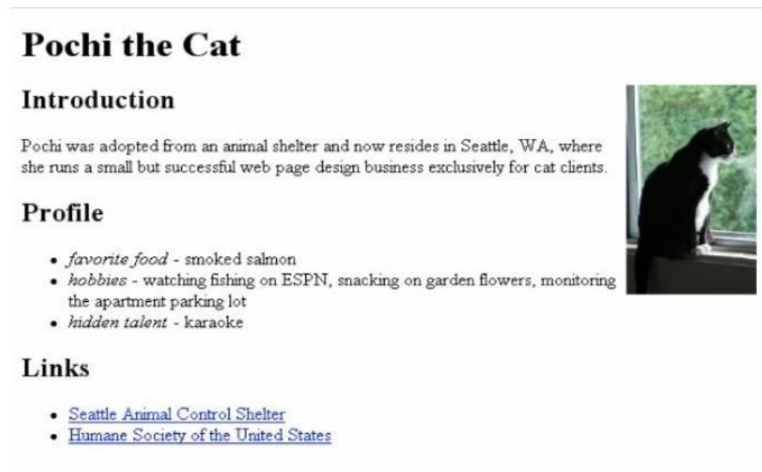 Pochi the Cat
Introduction
Pochi was adopted from an animal shelter and now resides in Seattle, WA, where
she runs a small but successful web page design business exclusively for cat clients.
Profile
• favorite food - smoked salmon
• hobbies - watching fishing on ESPN, snacking on garden flowers, monitoring
the apartment parking lot
• hidden talent - karaoke
Links
• Seattle Animal Control Shelter
• Humane Society of the United States